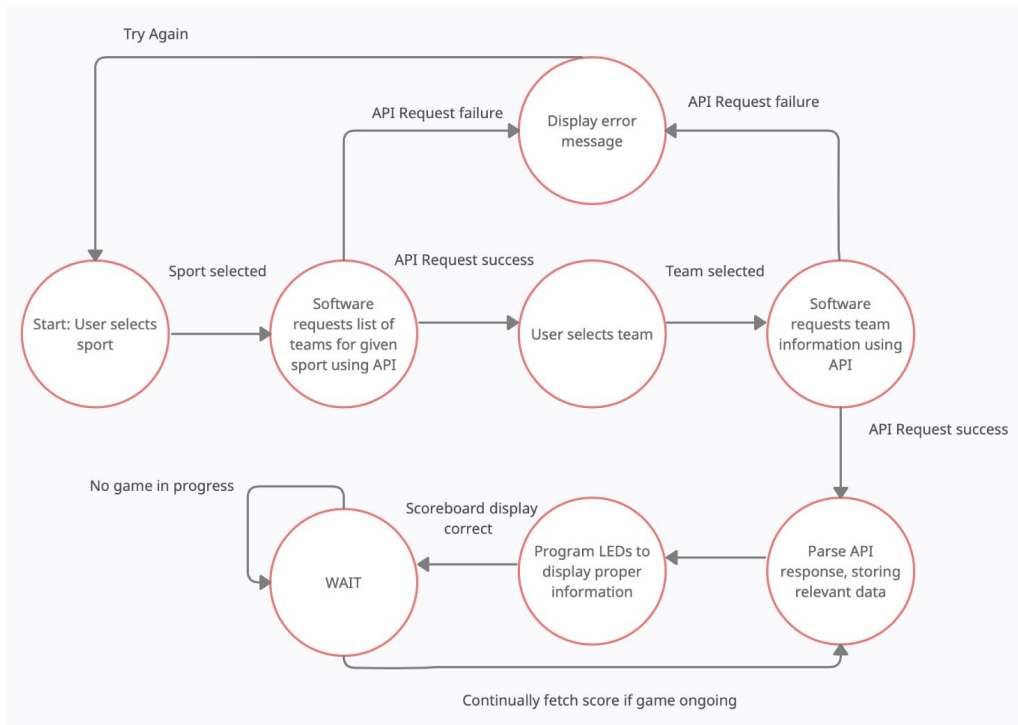 Try Again
API Request failure
API Request failure
Display error
message
Sport selected
API Request success
Team selected
Start: User selects
sport
Software
requests list of
teams for given
sport using API
User selects team
Software
requests team
information using
API
API Request success
No game in progress
Scoreboard display
correct
WAIT
Program LEDs to
display proper
information
Parse API
response, storing
relevant data
Continually fetch score if game ongoing